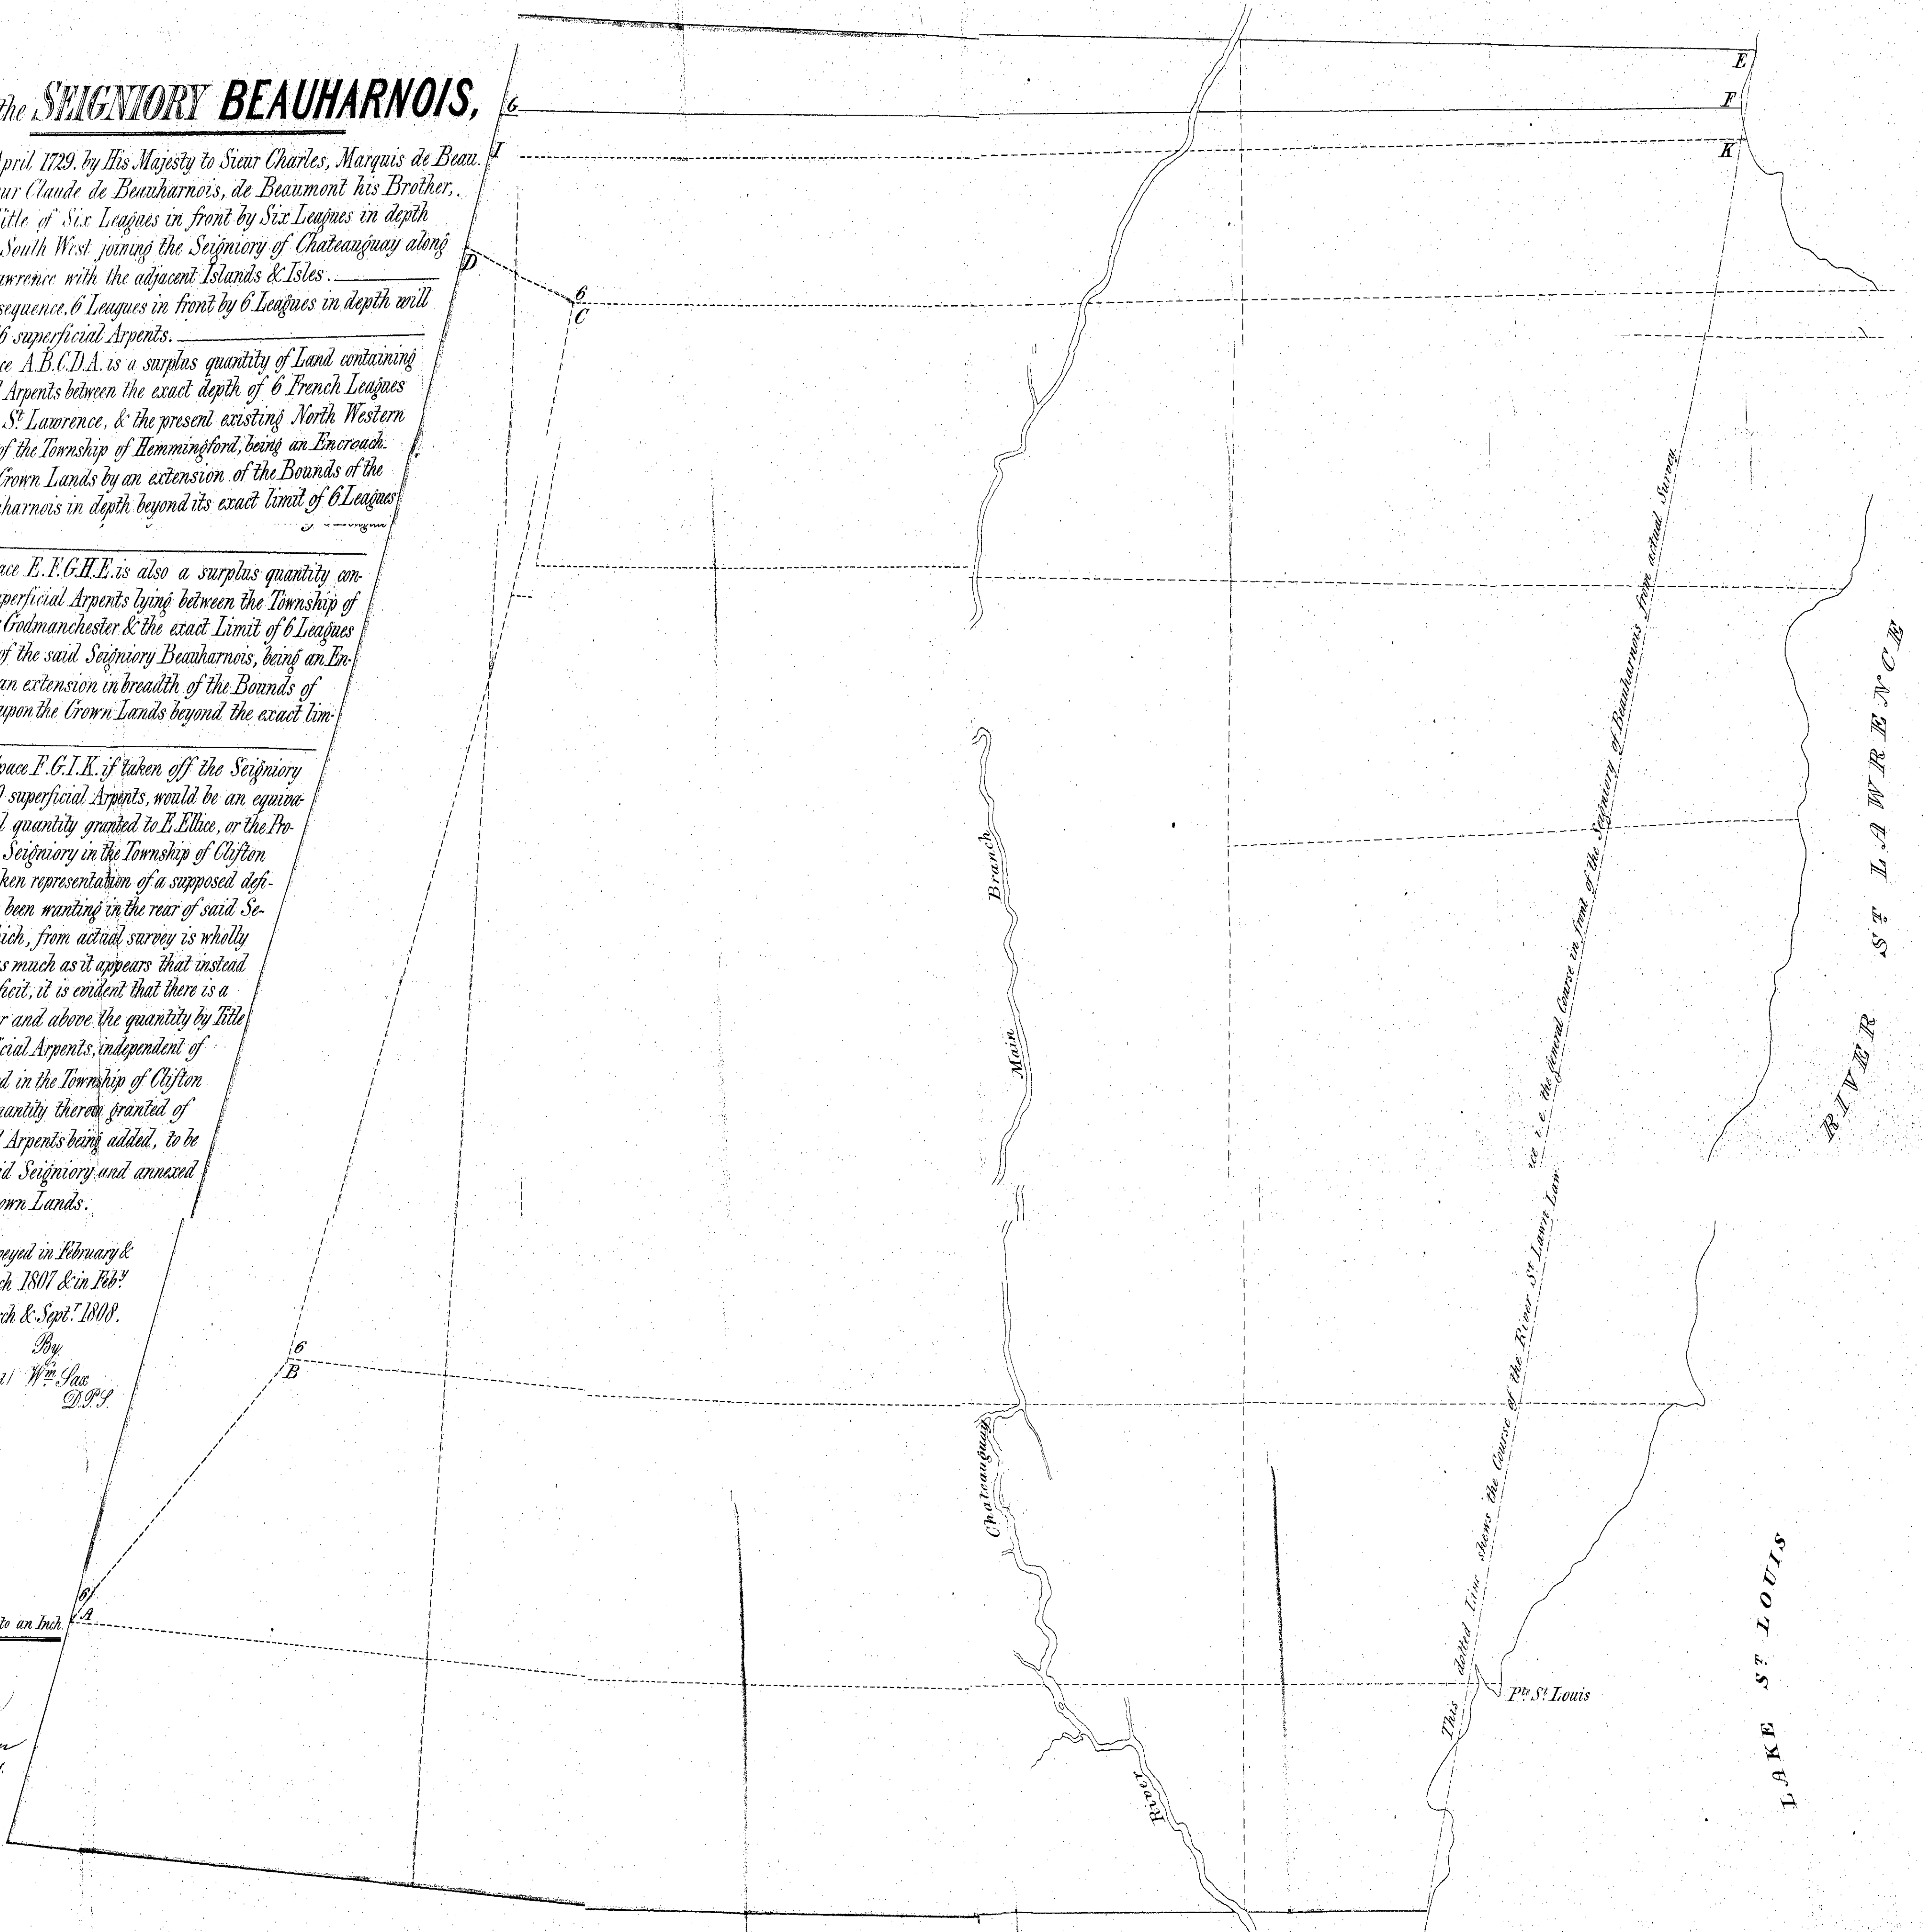 the SEIGNIORY BEAUHARNOIS,
April 1729. by His Majesty to Sieur Charles, Marquis de Beau.
ur Claude de Beauharnois, de Beaumont his Brother,.
Title of Six Leagues in front by Six Leagues in depth
South West joining the Seigniory of Chateauguay along
awrence with the adjacent Islands & Isles.
sequence. 6 Leagues in front by 6 Leagues in depth will
6 superficial Arpents.
ce A.B.C.D.A. is a surplus quantity of Land containing
l Arpents between the exact depth of 6 French Leagues
St. Lawrence, & the present existing North Western
of the Township of Hemmingford, being an Encroach-
Crown Lands by an extension of the Bounds of the
uharnois in depth beyond its exact limit of 6 Leagues
ace E.F.G.H.E. is also a surplus quantity con-
perficial Arpents lying between the Township of
Godmanchester & the exact Limit of 6 Leagues
of the said Seigniory Beauharnois, being an En-
an extension in breadth of the Bounds of
upon the Crown Lands beyond the exact lim-
pace F.G.I.K. if taken off the Seigniory
0 superficial Arpents, would be an equiva-
l quantity granted to E. Ellice, or the Pro-
Seigniory in the Township of Clifton
ken representation of a supposed defi-
been wanting in the rear of said Se-
hich, from actual survey is wholly
s much as it appears that instead
ficit, it is evident that there is a
r and above the quantity by Title
cial Arpents, independent of
d in the Township of Clifton
uantity therein granted of
l Arpents being added, to be
id Seigniory and annexed
own Lands.
veyed in February &
ch 1807 & in Feby.
rch & Septr. 1808.
By
Wm. Sax
D.P.S.
to an Inch.
E
F
K
G
I
D
6
C
6
B
6
A
Branch
Main
Chateauguay
River
This dotted Line shews the Course of the River St. Lawr Law
ce i.e. the general Course in front of the Seigniory of Beauharnois from actual Survey.
RIVER ST. LAWRENCE
LAKE ST. LOUIS
Pte. St. Louis